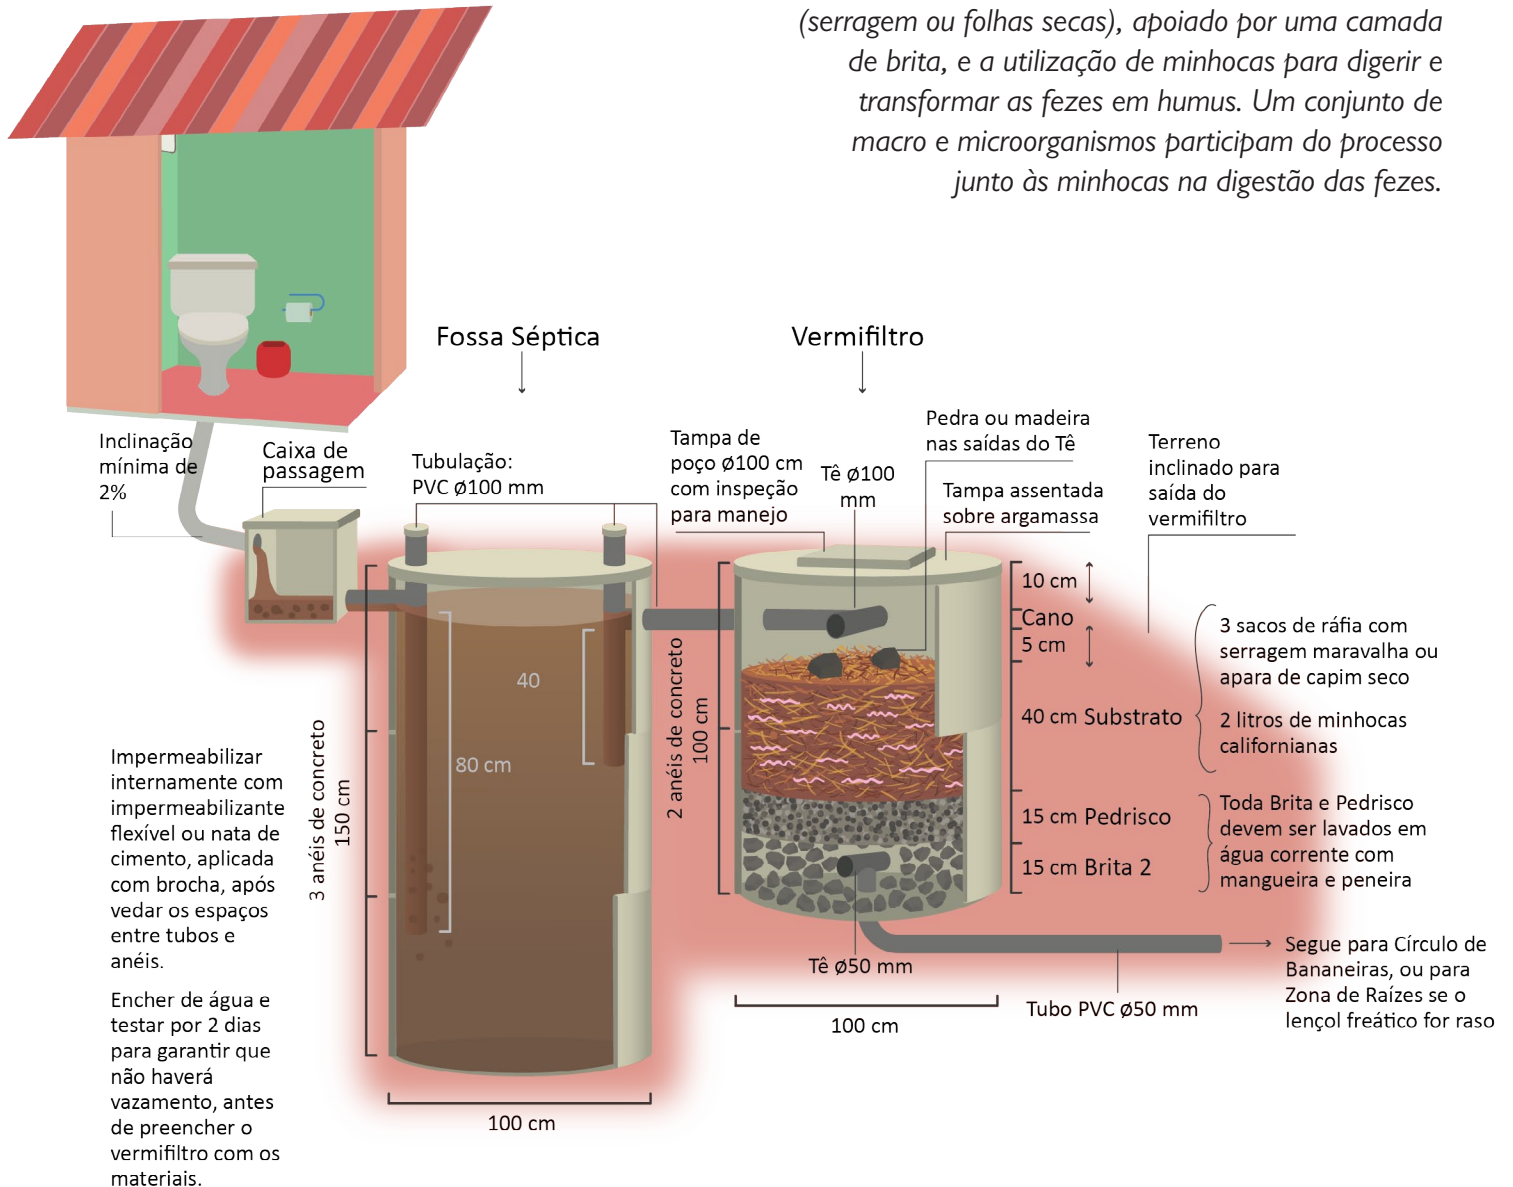 (serragem ou folhas secas), apoiado por uma camada
de brita, e a utilização de minhocas para digerir e
transformar as fezes em humus. Um conjunto de
macro e microorganismos participam do processo
junto às minhocas na digestão das fezes.
Fossa Séptica
Vermifiltro
Inclinação
mínima de
2%
Caixa de
passagem
Tubulação:
PVC ø100 mm
Tampa de
poço ø100 cm
com inspeção
para manejo
Tê ø100
mm
Pedra ou madeira
nas saídas do Tê
Tampa assentada
sobre argamassa
Terreno
inclinado para
saída do
vermifiltro
10 cm
Cano
5 cm
40 cm Substrato
15 cm Pedrisco
15 cm Brita 2
3 sacos de ráfia com
serragem maravalha ou
apara de capim seco
2 litros de minhocas
californianas
Toda Brita e Pedrisco
devem ser lavados em
água corrente com
mangueira e peneira
40
80 cm
3 anéis de concreto
150 cm
2 anéis de concreto
100 cm
Impermeabilizar
internamente com
impermeabilizante
flexível ou nata de
cimento, aplicada
com brocha, após
vedar os espaços
entre tubos e
anéis.
Encher de água e
testar por 2 dias
para garantir que
não haverá
vazamento, antes
de preencher o
vermifiltro com os
materiais.
Tê ø50 mm
Tubo PVC ø50 mm
Segue para Círculo de
Bananeiras, ou para
Zona de Raízes se o
lençol freático for raso
100 cm
100 cm